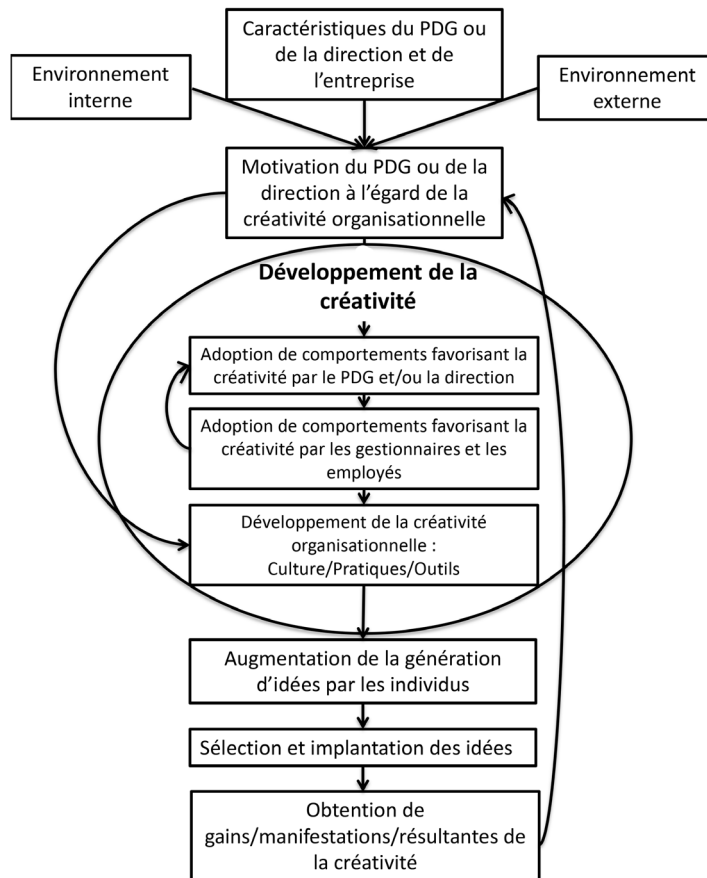 Caractéristiques du PDG ou
de la direction et de
l’entreprise
Environnement
interne
Environnement
externe
Motivation du PDG ou de la
direction à l’égard de la
créativité organisationnelle
Développement de la
créativité
Adoption de comportements favorisant la
créativité par le PDG et/ou la direction
Adoption de comportements favorisant la
créativité par les gestionnaires et les
employés
Développement de la créativité
organisationnelle :
Culture/Pratiques/Outils
Augmentation de la génération
d’idées par les individus
Sélection et implantation des idées
Obtention de
gains/manifestations/résultantes de
la créativité